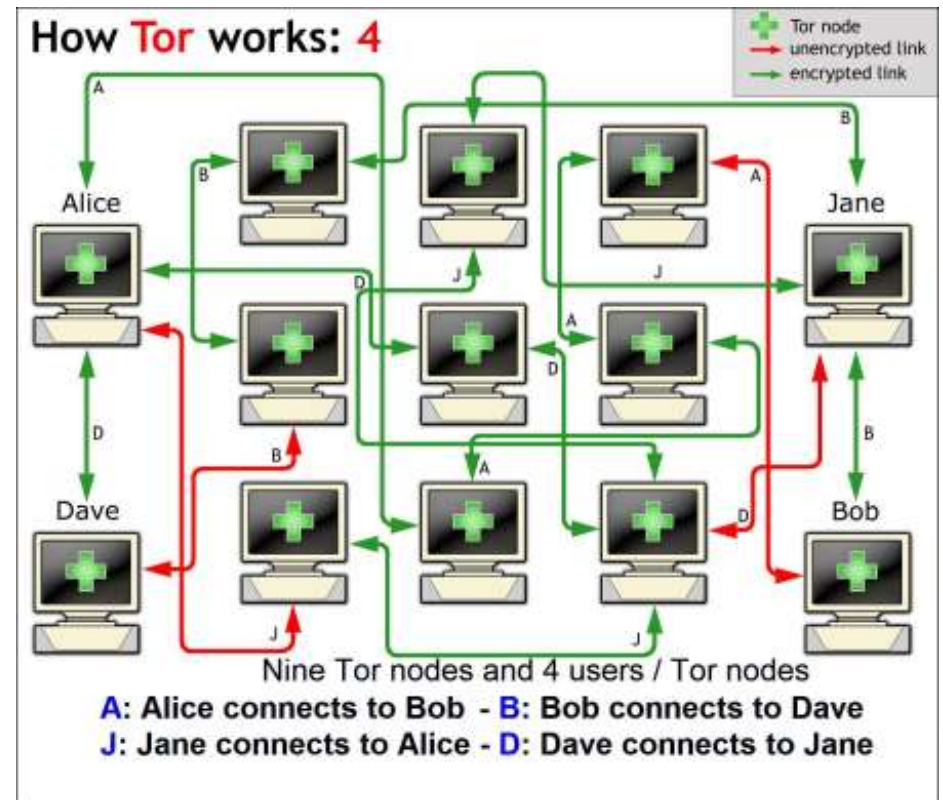 How Tor works: 4
Tor node
unencrypted link
encrypted link
A
B
B
A
Alice
Jane
J
J
D
A
D
D
B
B
A
Dave
D
Bob
J
J
Nine Tor nodes and 4 users / Tor nodes
A: Alice connects to Bob - B: Bob connects to Dave
J: Jane connects to Alice - D: Dave connects to Jane